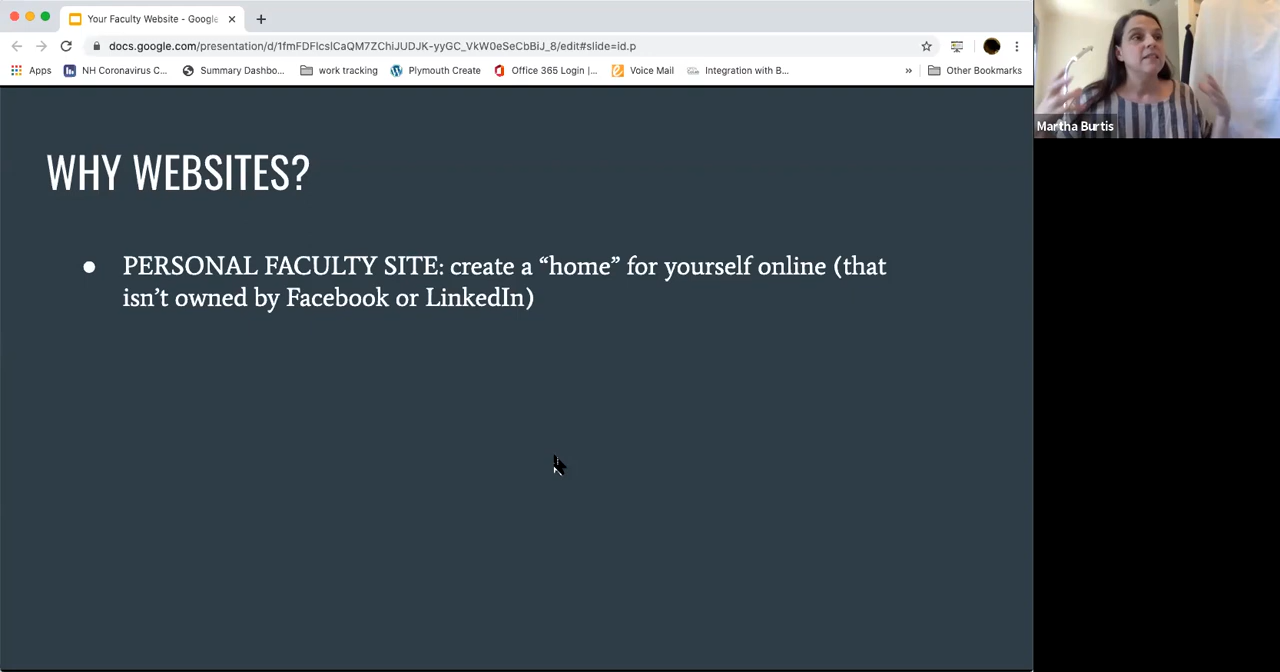 Your Faculty Website - Google
docs.google.com/presentation/d/1fmFDFlcslCaQM7ZChiJUDJK-yyGC_VkW0eSeCbBiJ_8/edit#slide=id.p
Apps NH Coronavirus C... Summary Dashbo... work tracking Plymouth Create Office 365 Login |... Voice Mail Integration with B... » Other Bookmarks
Martha Burtis
WHY WEBSITES?
● PERSONAL FACULTY SITE: create a “home” for yourself online (that
isn’t owned by Facebook or LinkedIn)